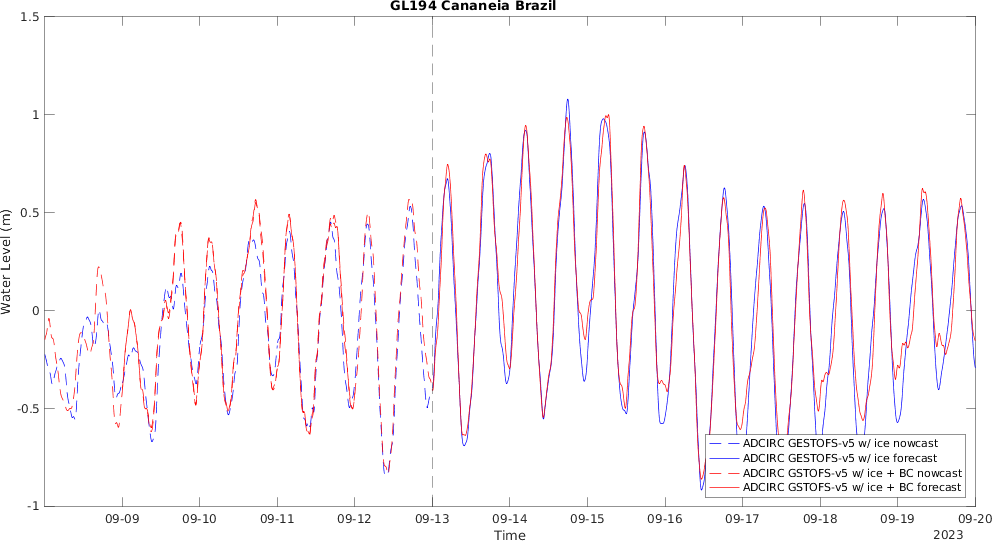 GL194 Cananeia Brazil
1.5
1
0.5
0
-0.5
-1
Water Level (m)
ADCIRC GESTOFS-v5 w/ ice nowcast
ADCIRC GESTOFS-v5 w/ ice forecast
ADCIRC GSTOFS-v5 w/ ice + BC nowcast
ADCIRC GSTOFS-v5 w/ ice + BC forecast
09-09 09-10 09-11 09-12 09-13 09-14 09-15 09-16 09-17 09-18 09-19 09-20
Time
2023